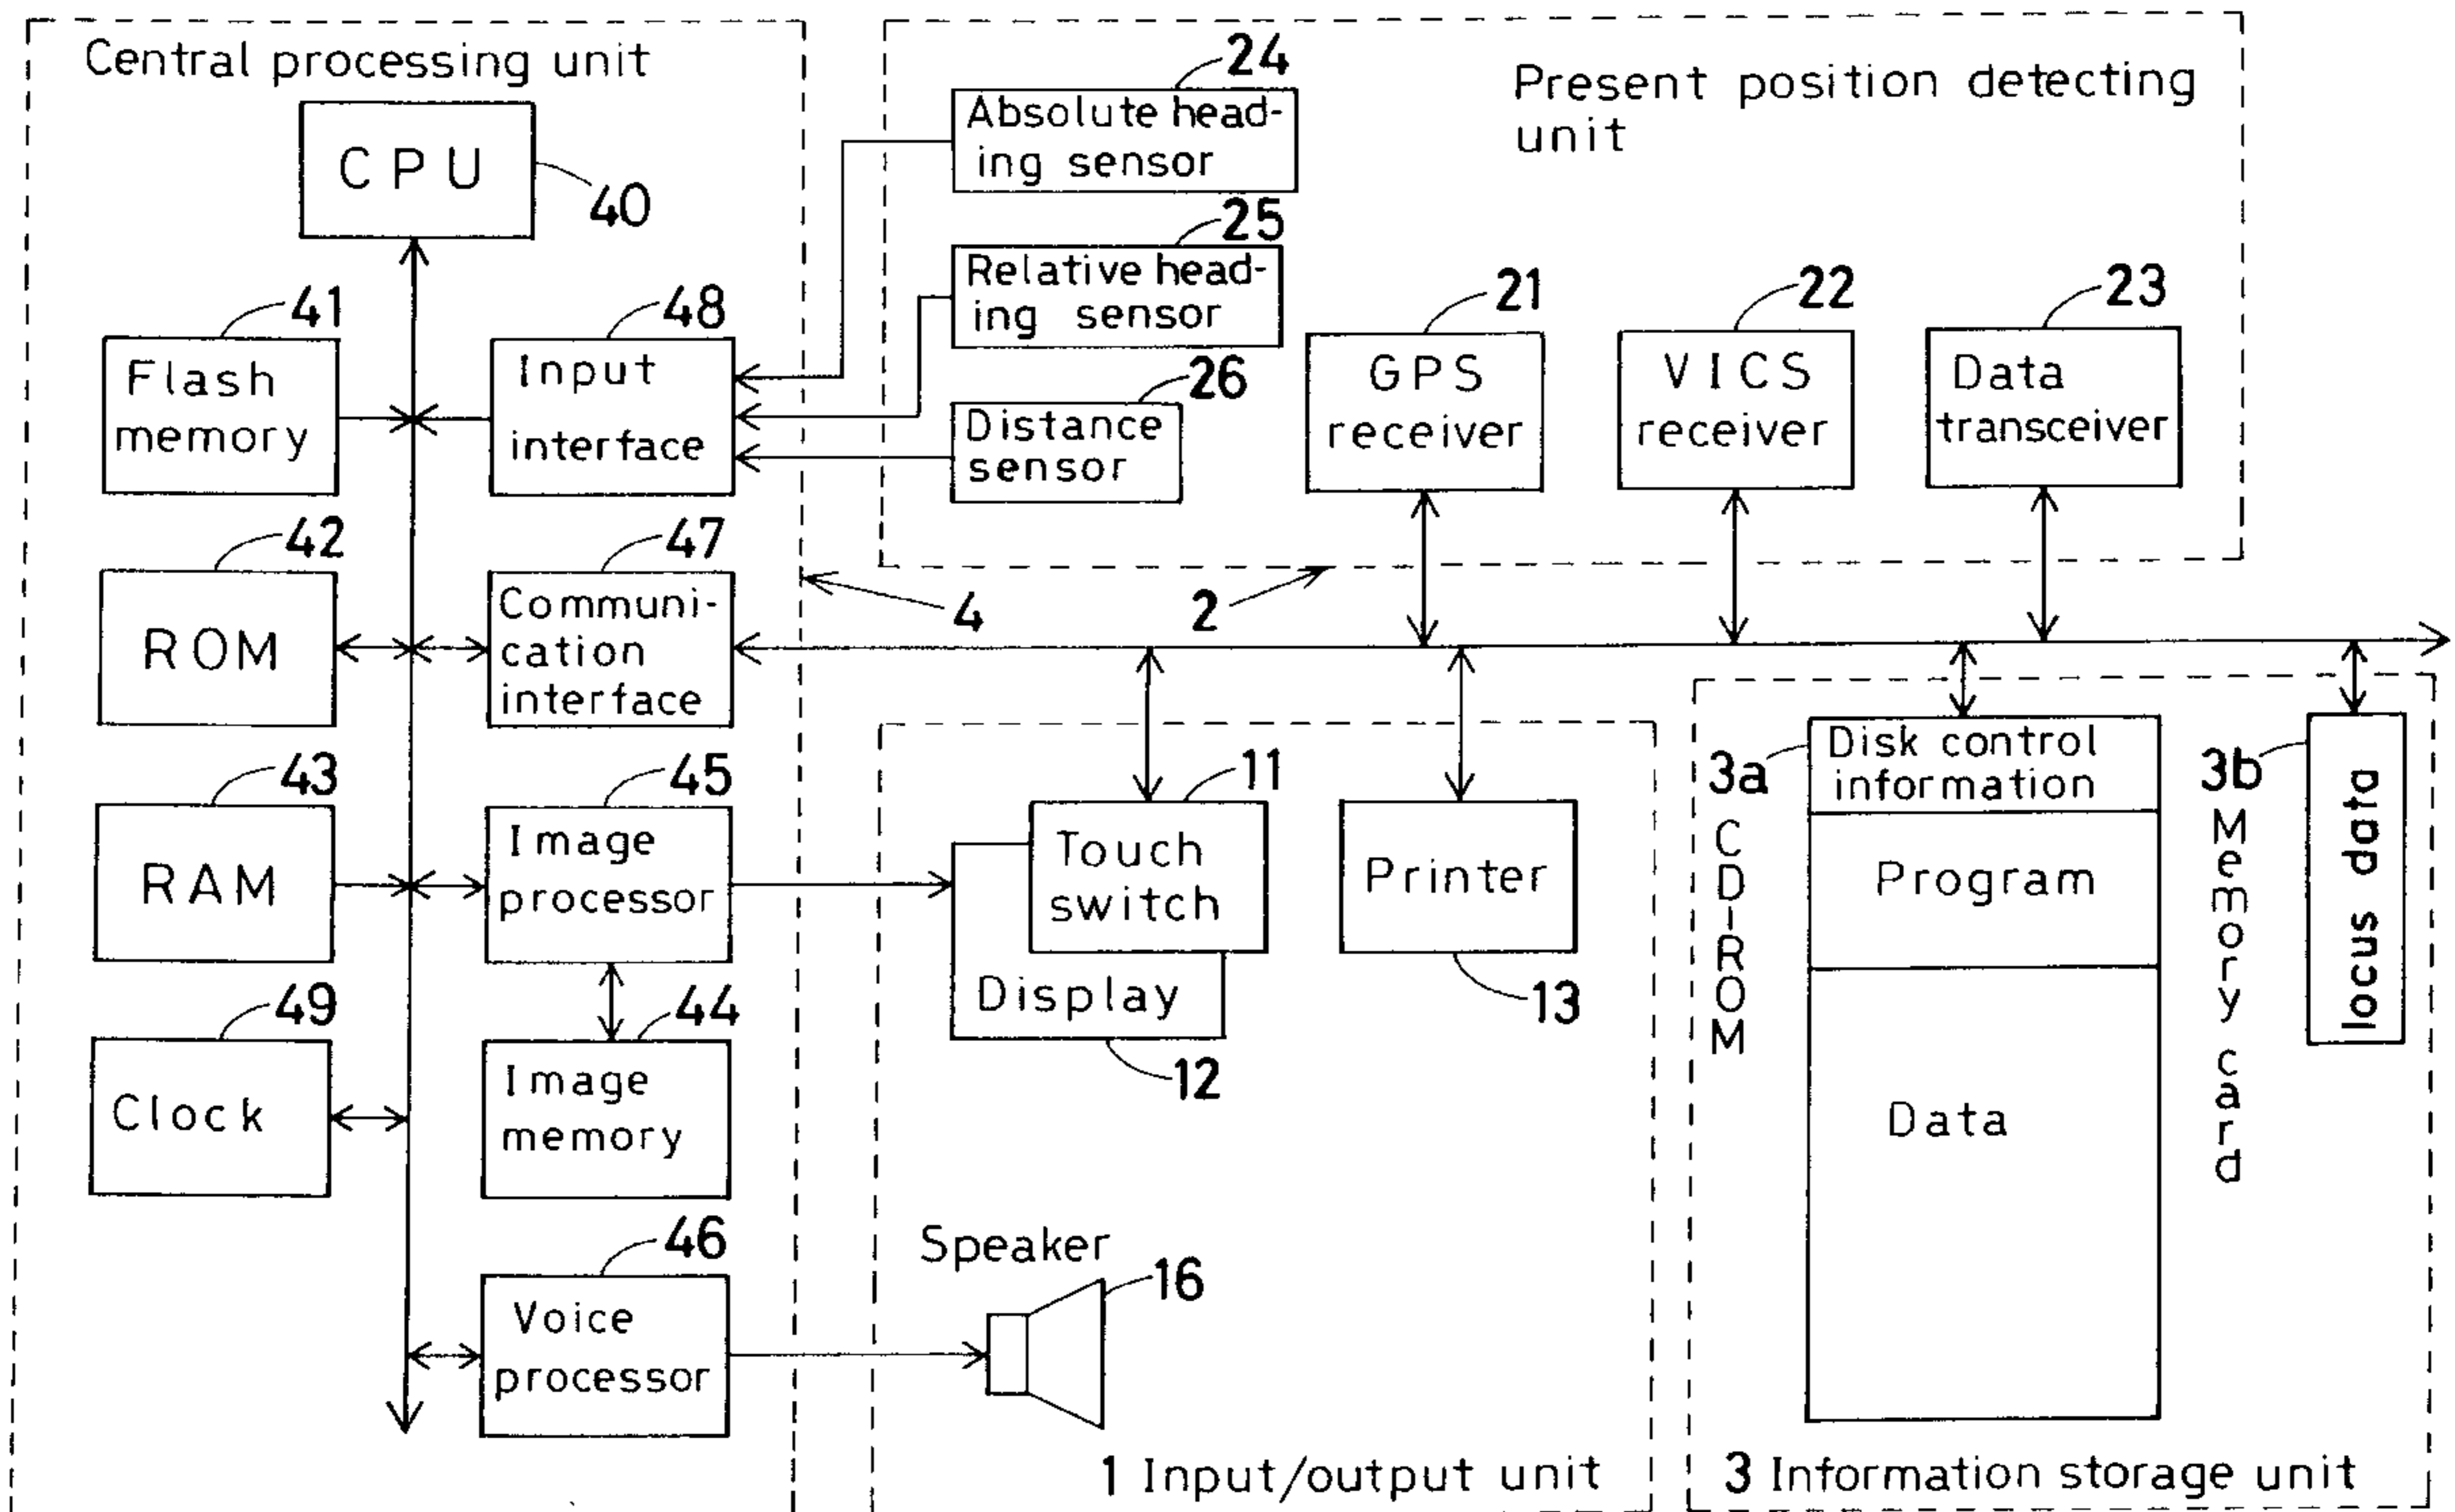 Central processing unit
CPU
40
41
Flash
memory
48
Input
interface
42
ROM
47
Communi-
cation
interface
43
RAM
45
Image
processor
49
Clock
44
Image
memory
46
Voice
processor
4
24
Absolute head-
ing sensor
Present position detecting
unit
25
Relative head-
ing sensor
26
Distance
sensor
21
GPS
receiver
22
VICS
receiver
23
Data
transceiver
2
11
Touch
switch
Display
12
Printer
13
Speaker
16
1 Input/output unit
3a
CD-ROM
Disk control
information
Program
Data
3b
Memory card
locus data
3 Information storage unit